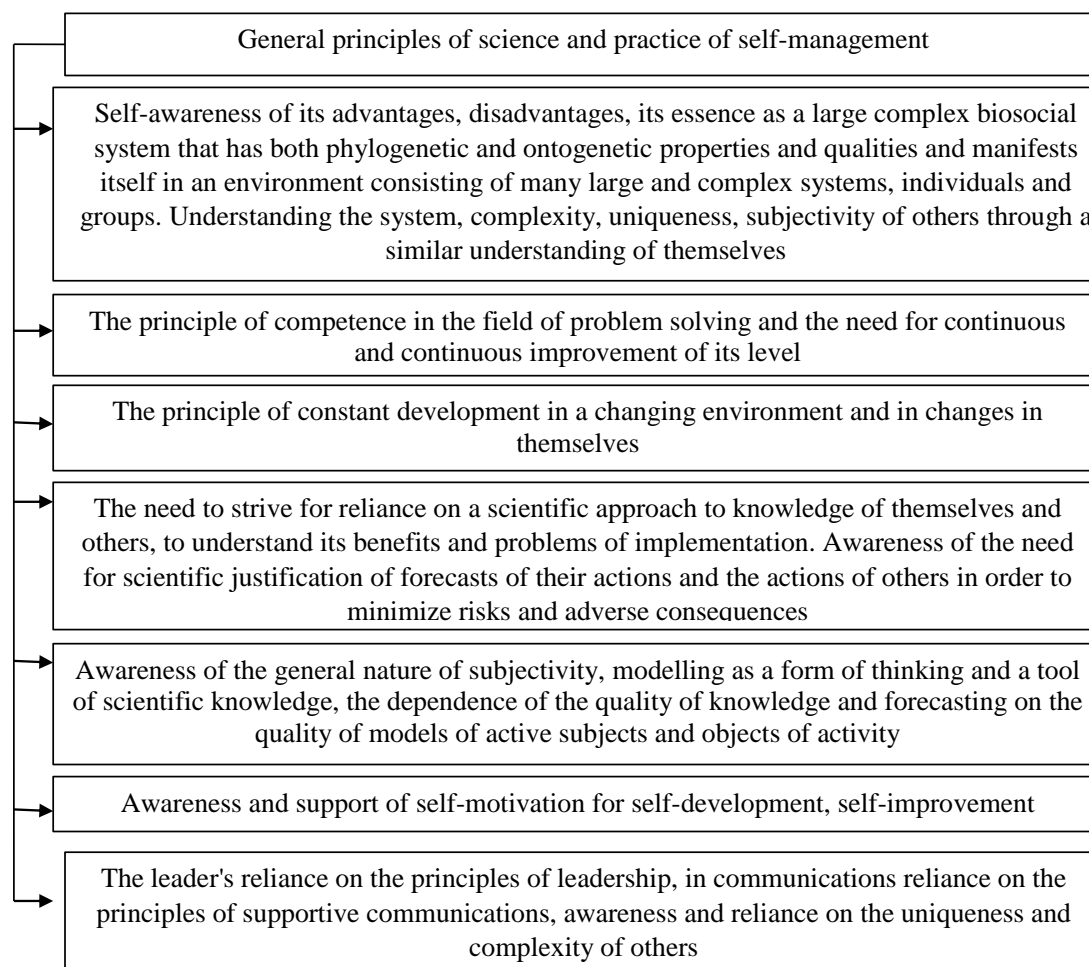 General principles of science and practice of self-management
Self-awareness of its advantages, disadvantages, its essence as a large complex biosocial
system that has both phylogenetic and ontogenetic properties and qualities and manifests
itself in an environment consisting of many large and complex systems, individuals and
groups. Understanding the system, complexity, uniqueness, subjectivity of others through a
similar understanding of themselves
The principle of competence in the field of problem solving and the need for continuous
and continuous improvement of its level
The principle of constant development in a changing environment and in changes in
themselves
The need to strive for reliance on a scientific approach to knowledge of themselves and
others, to understand its benefits and problems of implementation. Awareness of the need
for scientific justification of forecasts of their actions and the actions of others in order to
minimize risks and adverse consequences
Awareness of the general nature of subjectivity, modelling as a form of thinking and a tool
of scientific knowledge, the dependence of the quality of knowledge and forecasting on the
quality of models of active subjects and objects of activity
Awareness and support of self-motivation for self-development, self-improvement
The leader's reliance on the principles of leadership, in communications reliance on the
principles of supportive communications, awareness and reliance on the uniqueness and
complexity of others